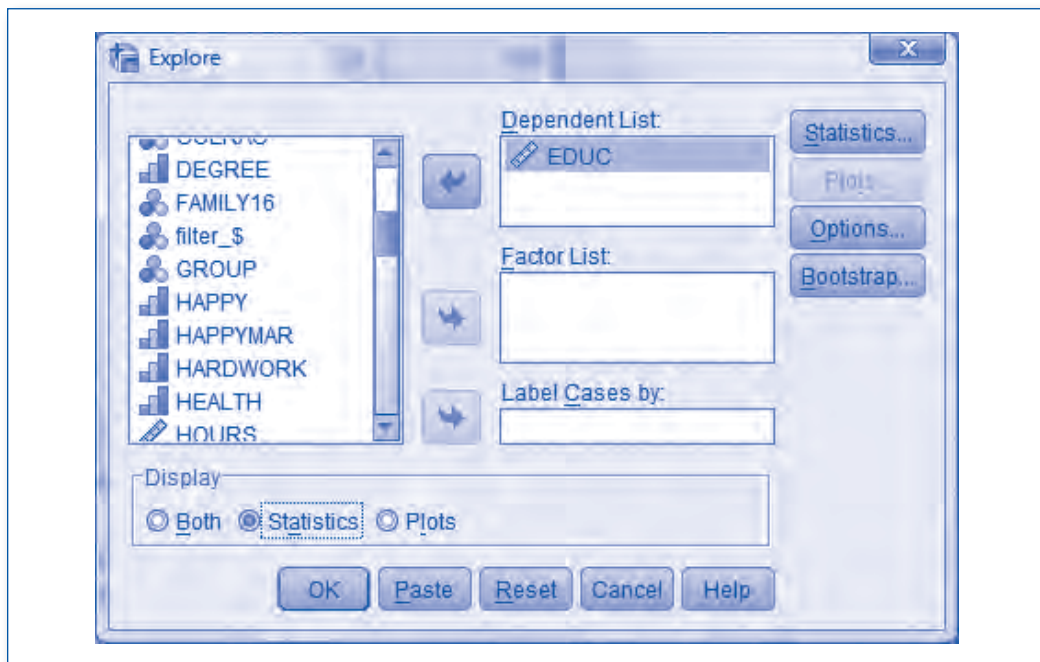 Explore
X
DEGREE
FAMILY16
filter_$
GROUP
HAPPY
HAPPYMAR
HARDWORK
HEALTH
HOURS
Dependent List:
EDUC
Factor List:
Label Cases by:
Statistics...
Plots...
Options...
Bootstrap...
Display
Both Statistics Plots
OK Paste Reset Cancel Help